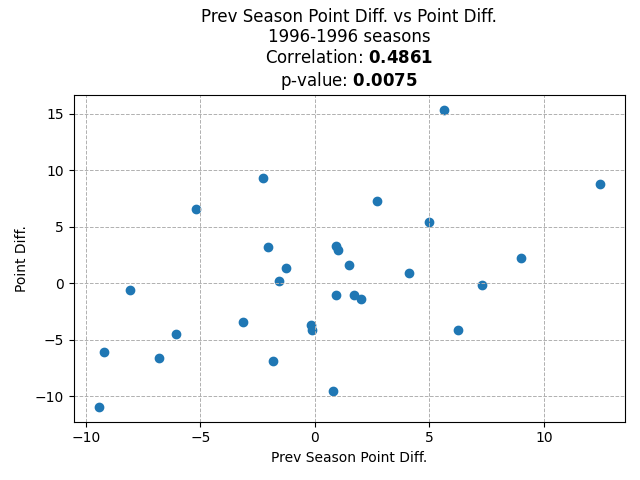 Prev Season Point Diff. vs Point Diff.
1996-1996 seasons
Correlation: 0.4861
p-value: 0.0075
15
10
5
0
−5
−10
Point Diff.
−10 −5 0 5 10
Prev Season Point Diff.